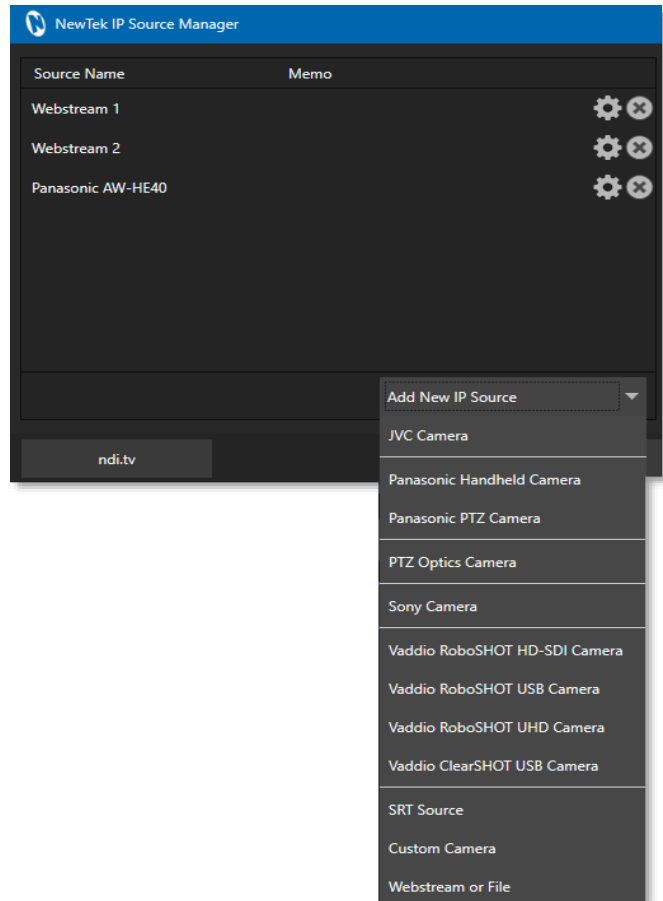 NewTek IP Source Manager
Source Name Memo
Webstream 1
Webstream 2
Panasonic AW-HE40
Add New IP Source
JVC Camera
ndi.tv
Panasonic Handheld Camera
Panasonic PTZ Camera
PTZ Optics Camera
Sony Camera
Vaddio RoboSHOT HD-SDI Camera
Vaddio RoboSHOT USB Camera
Vaddio RoboSHOT UHD Camera
Vaddio ClearSHOT USB Camera
SRT Source
Custom Camera
Webstream or File